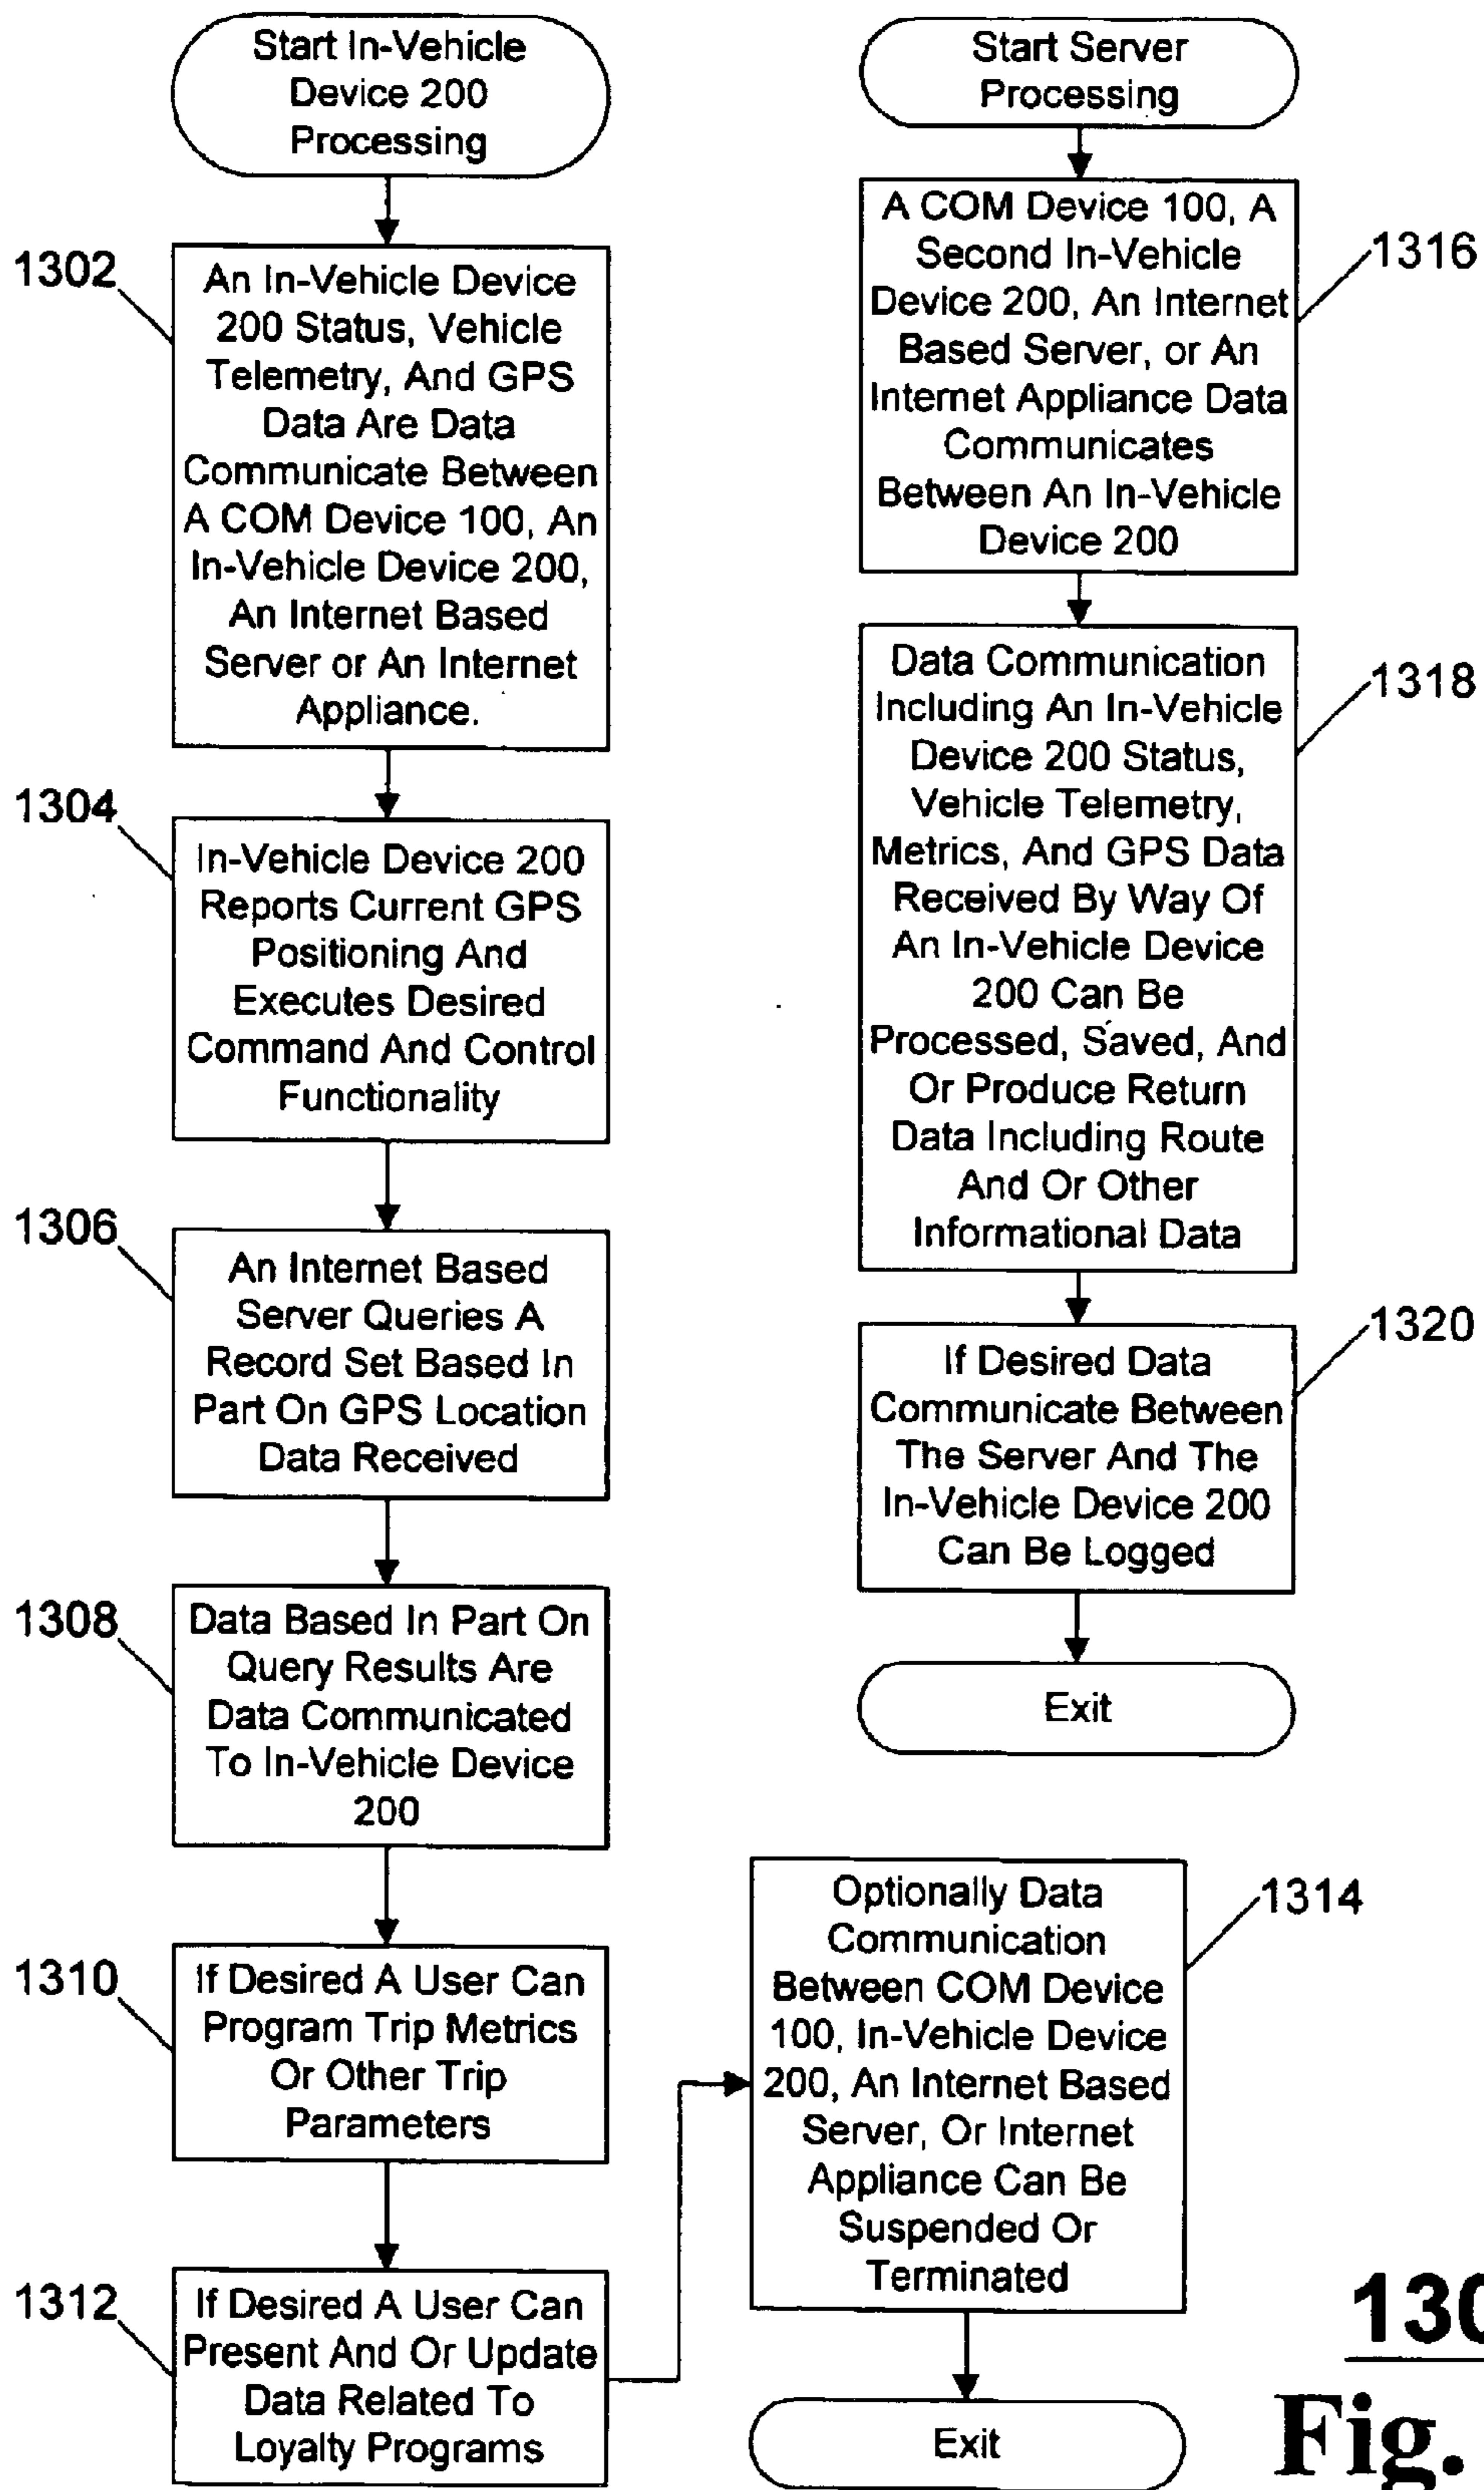 Start In-Vehicle
Device 200
Processing
1302
An In-Vehicle Device
200 Status, Vehicle
Telemetry, And GPS
Data Are Data
Communicate Between
A COM Device 100, An
In-Vehicle Device 200,
An Internet Based
Server or An Internet
Appliance.
1304
In-Vehicle Device 200
Reports Current GPS
Positioning And
Executes Desired
Command And Control
Functionality
1306
An Internet Based
Server Queries A
Record Set Based In
Part On GPS Location
Data Received
1308
Data Based In Part On
Query Results Are
Data Communicated
To In-Vehicle Device
200
1310
If Desired A User Can
Program Trip Metrics
Or Other Trip
Parameters
1312
If Desired A User Can
Present And Or Update
Data Related To
Loyalty Programs
1314
Optionally Data
Communication
Between COM Device
100, In-Vehicle Device
200, An Internet Based
Server, Or Internet
Appliance Can Be
Suspended Or
Terminated
Exit
Start Server
Processing
1316
A COM Device 100, A
Second In-Vehicle
Device 200, An Internet
Based Server, or An
Internet Appliance Data
Communicates
Between An In-Vehicle
Device 200
1318
Data Communication
Including An In-Vehicle
Device 200 Status,
Vehicle Telemetry,
Metrics, And GPS Data
Received By Way Of
An In-Vehicle Device
200 Can Be
Processed, Saved, And
Or Produce Return
Data Including Route
And Or Other
Informational Data
1320
If Desired Data
Communicate Between
The Server And The
In-Vehicle Device 200
Can Be Logged
Exit
Fig.